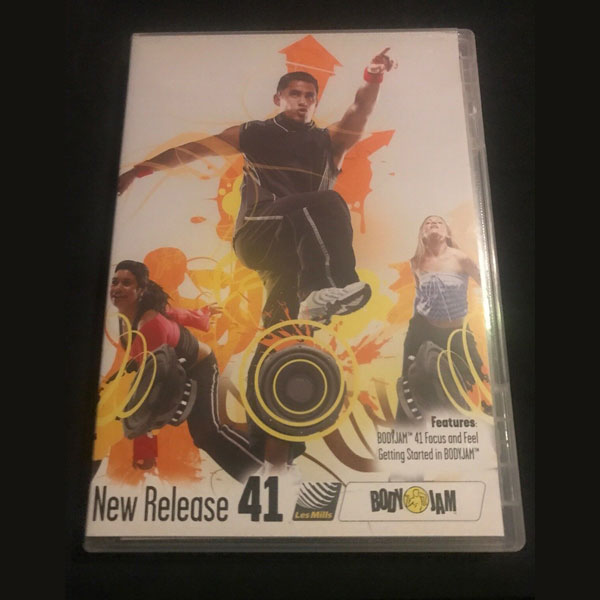 Features:
BODYJAM™ 41 Focus and Feel
Getting Started in BODYJAM™
New Release 41
Les Mills
BODY JAM